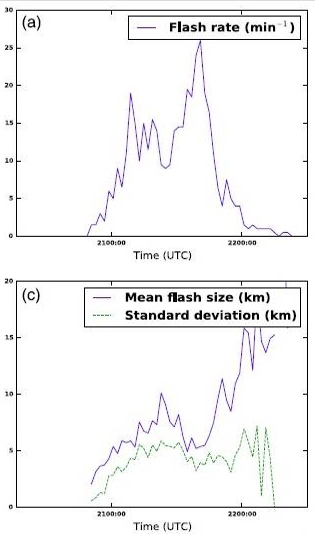 (a)
Flash rate (min⁻¹)
30
25
20
15
10
5
0
2100:00 2200:00
Time (UTC)
(c)
Mean flash size (km)
Standard deviation (km)
20
15
10
5
0
2100:00 2200:00
Time (UTC)